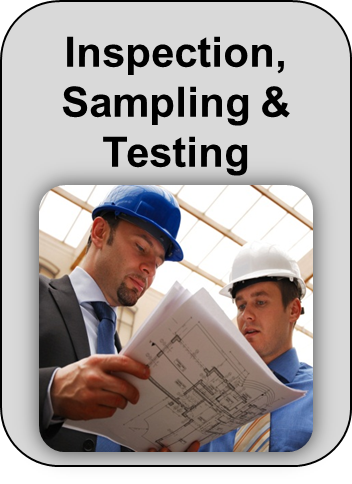 Inspection,
Sampling &
Testing